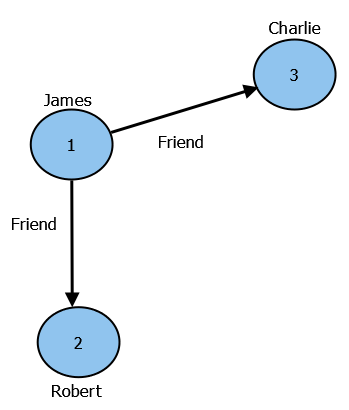 Charlie
3
James
1
Friend
Friend
2
Robert